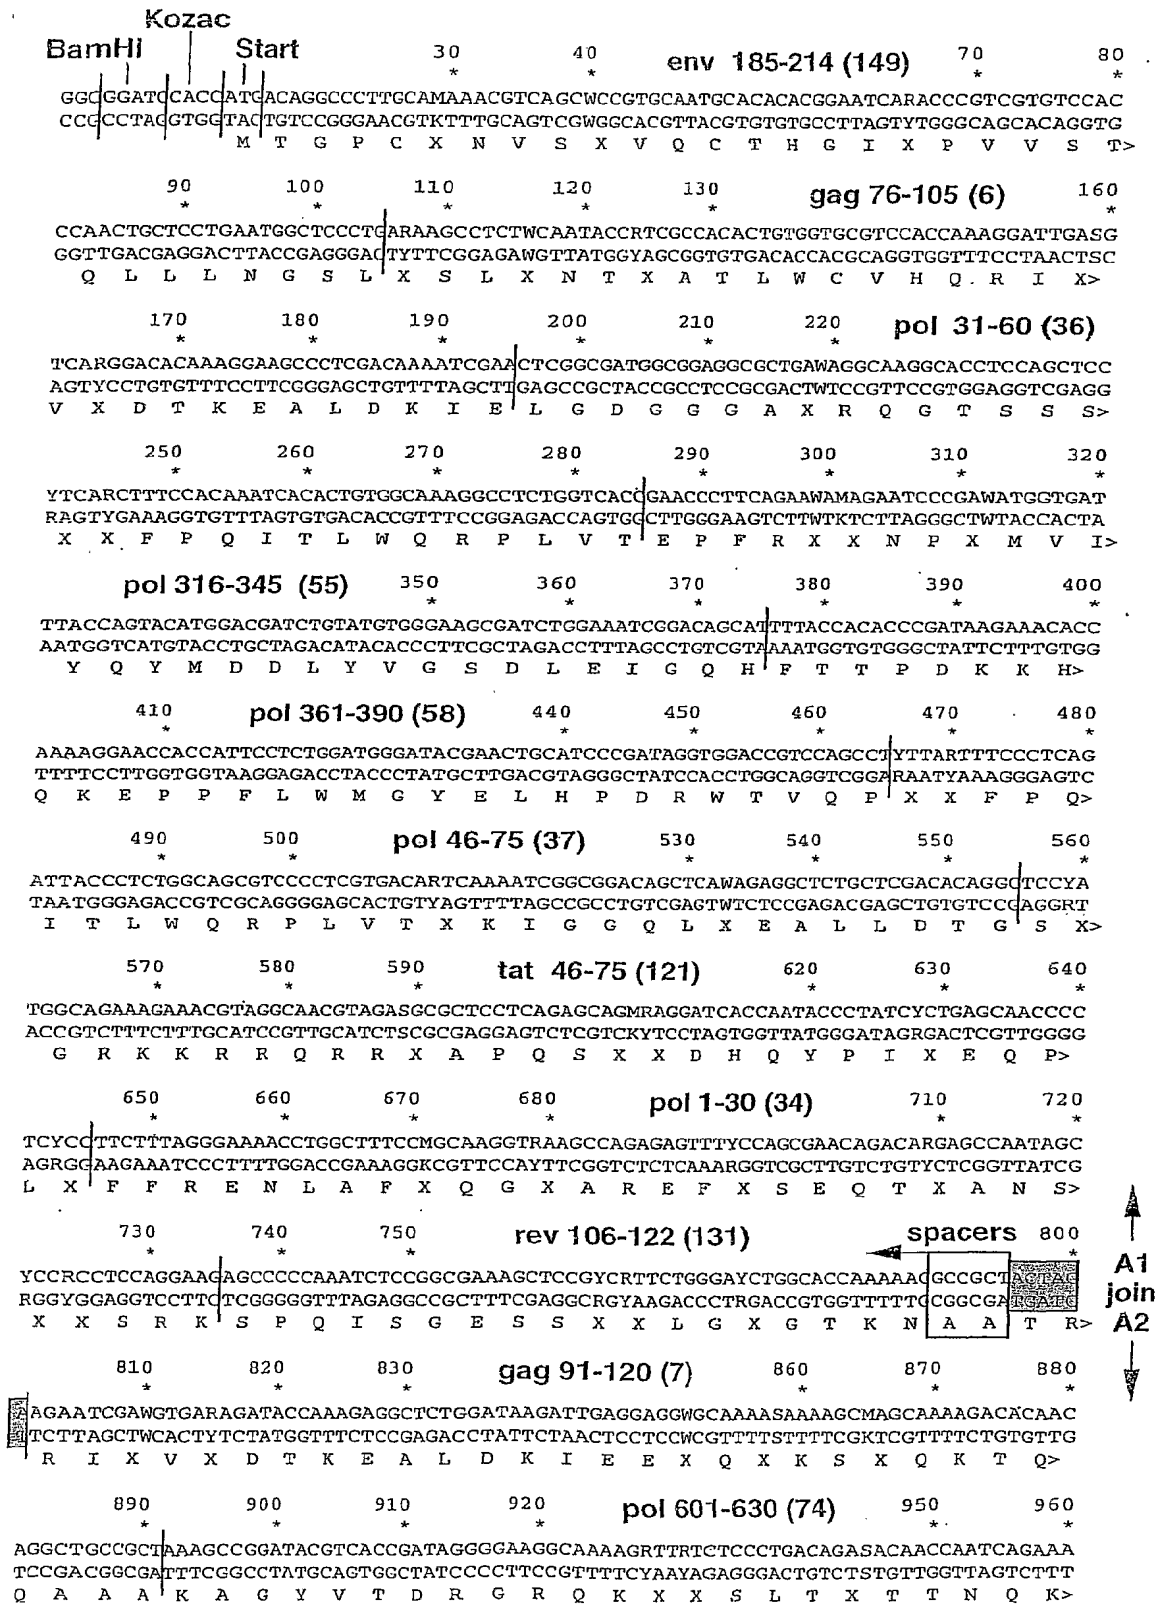 Kozac
BamHI Start 30 40 env 185-214 (149) 70 80
* * * *
GGCGGATCCACCATGACAGGCCCTTGCAMAAACGTCAGCWCCGTGCAATGCACACACGGAATCARACCCGTCGTGTCCAC
CCGCCTAGGTGGTACTGTCCGGGAACGTKTTTGCAGTCGWGGCACGTTACGTGTGTGCCTTAGTYTGGGCAGCACAGGTG
M T G P C X N V S X V Q C T H G I X P V V S T>
90 100 110 120 130 gag 76-105 (6) 160
* * * * * *
CCAACTGCTCCTGAATGGCTCCCTGARAAGCCTCTWCAATACCRTCGCCACACTGTGGTGCGTCCACCAAAGGATTGASG
GGTTGACGAGGACTTACCGAGGGACTYTTCGGAGAWGTTATGGYAGCGGTGTGACACCACGCAGGTGGTTTCCTAACTSC
Q L L L N G S L X S L X N T X A T L W C V H Q R I X>
170 180 190 200 210 220 pol 31-60 (36)
* * * * * *
TCARGGACACAAAGGAAGCCCTCGACAAAATCGAACTCGGCGATGGCGGAGGCGCTGAWAGGCAAGGCACCTCCAGCTCC
AGTYCCTGTGTTTCCTTCGGGAGCTGTTTTAGCTTGAGCCGCTACCGCCTCCGCGACTWTCCGTTCCGTGGAGGTCGAGG
V X D T K E A L D K I E L G D G G G A X R Q G T S S S>
250 260 270 280 290 300 310 320
* * * * * * * *
YTCARCTTTCCACAAATCACACTGTGGCAAAGGCCTCTGGTCACCGAACCCTTCAGAAWAMAGAATCCCGAWATGGTGAT
RAGTYGAAAGGTGTTTAGTGTGACACCGTTTCCGGAGACCAGTGGCTTGGGAAGTCTTWTKTCTTAGGGCTWTACCACTA
X X F P Q I T L W Q R P L V T E P F R X X N P X M V I>
pol 316-345 (55) 350 360 370 380 390 400
* * * * * *
TTACCAGTACATGGACGATCTGTATGTGGGAAGCGATCTGGAAATCGGACAGCATTTTACCACACCCGATAAGAAACACC
AATGGTCATGTACCTGCTAGACATACACCCTTCGCTAGACCTTTAGCCTGTCGTAAAATGGTGTGGGCTATTCTTTGTGG
Y Q Y M D D L Y V G S D L E I G Q H F T T P D K K H>
410 pol 361-390 (58) 440 450 460 470 480
* * * * * *
AAAAGGAACCACCATTCCTCTGGATGGGATACGAACTGCATCCCGATAGGTGGACCGTCCAGCCTYTTARTTTCCCTCAG
TTTTCCTTGGTGGTAAGGAGACCTACCCTATGCTTGACGTAGGGCTATCCACCTGGCAGGTCGGARAATYAAAGGGAGTC
Q K E P P F L W M G Y E L H P D R W T V Q P X X F P Q>
490 500 pol 46-75 (37) 530 540 550 560
* * * * * *
ATTACCCTCTGGCAGCGTCCCCTCGTGACARTCAAAATCGGCGGACAGCTCAWAGAGGCTCTGCTCGACACAGGCTCCYA
TAATGGGAGACCGTCGCAGGGGAGCACTGTYAGTTTTAGCCGCCTGTCGAGTWTCTCCGAGACGAGCTGTGTCCGAGGRT
I T L W Q R P L V T X K I G G Q L X E A L L D T G S X>
570 580 590 tat 46-75 (121) 620 630 640
* * * * * *
TGGCAGAAAGAAACGTAGGCAACGTAGASGCGCTCCTCAGAGCAGMRAGGATCACCAATACCCTATCYCTGAGCAACCCC
ACCGTCTTTCTTTGCATCCGTTGCATCTSCGCGAGGAGTCTCGTCKYTCCTAGTGGTTATGGGATAGRGACTCGTTGGGG
G R K K R R Q R R X A P Q S X X D H Q Y P I X E Q P>
650 660 670 680 pol 1-30 (34) 710 720
* * * * * *
TCYCCTTCTTTAGGGAAAACCTGGCTTTCCMGCAAGGTRAAGCCAGAGAGTTTYCCAGCGAACAGACARGAGCCAATAGC
AGRGGAAGAAATCCCTTTTGGACCGAAAGGKCGTTCCAYTTCGGTCTCTCAAARGGTCGCTTGTCTGTYCTCGGTTATCG
L X F F R E N L A F X Q G X A R E F X S E Q T X A N S>
730 740 750 rev 106-122 (131) spacers 800
* * * *
YCCRCCTCCAGGAAGAGCCCCCAAATCTCCGGCGAAAGCTCCGYCRTTCTGGGAYCTGGCACCAAAAACGCCGCTACTAC
RGGYGGAGGTCCTTCTCGGGGGTTTAGAGGCCGCTTTCGAGGCRGYAAGACCCTRGACCGTGGTTTTTGCGGCGATGATG
X X S R K S P Q I S G E S S X X L G X G T K N A A T R>
A1
join
A2
810 820 830 gag 91-120 (7) 860 870 880
* * * * * *
AAGAATCGAWGTGARAGATACCAAAGAGGCTCTGGATAAGATTGAGGAGGWGCAAAASAAAAGCMAGCAAAAGACACAAC
TCTTAGCTWCACTYTCTATGGTTTCTCCGAGACCTATTCTAACTCCTCCWCGTTTTSTTTTCGKTCGTTTTCTGTGTTG
R I X V X D T K E A L D K I E E X Q X K S X Q K T Q>
890 900 910 920 pol 601-630 (74) 950 960
* * * * * *
AGGCTGCCGCTAAAGCCGGATACGTCACCGATAGGGGAAGGCAAAAGRTTRTCTCCCTGACAGASACAACCAATCAGAAA
TCCGACGGCGATTTCGGCCTATGCAGTGGCTATCCCCTTCCGTTTTCYAAYAGAGGGACTGTCTSTGTTGGTTAGTCTTT
Q A A A K A G Y V T D R G R Q K X X S L T X T T N Q K>